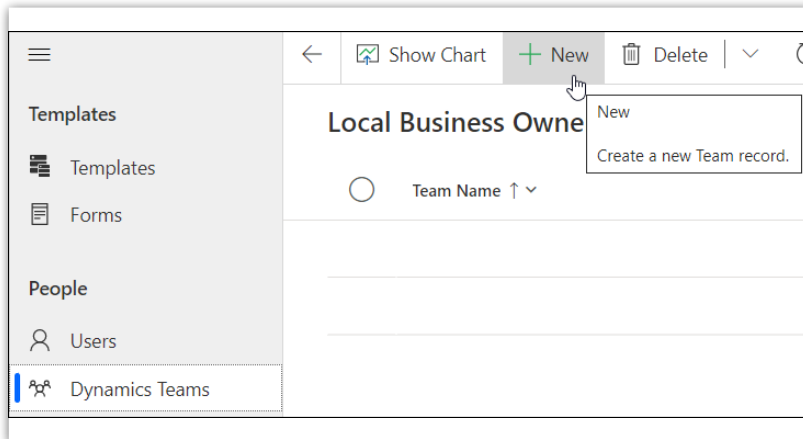 Show Chart
New
Delete
Templates
Local Business Owne
New
Create a new Team record.
Templates
Team Name
Forms
People
Users
Dynamics Teams